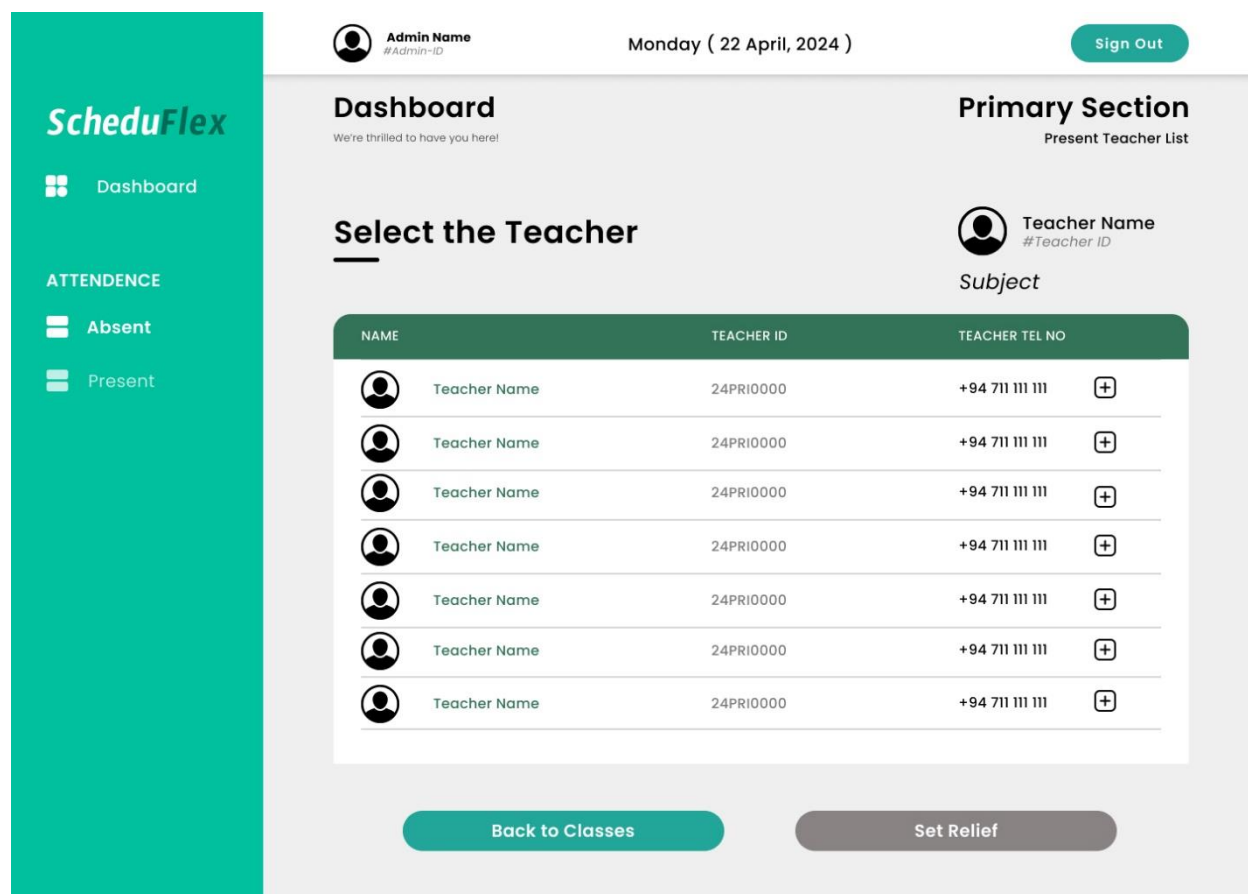 Admin Name
#Admin-ID
Monday ( 22 April, 2024 )
Sign Out
ScheduFlex
Dashboard
ATTENDENCE
Absent
Present
Dashboard
We're thrilled to have you here!
Primary Section
Present Teacher List
Select the Teacher
Teacher Name
#Teacher ID
Subject
NAME TEACHER ID TEACHER TEL NO
Teacher Name 24PRI0000 +94 711 111 111
Teacher Name 24PRI0000 +94 711 111 111
Teacher Name 24PRI0000 +94 711 111 111
Teacher Name 24PRI0000 +94 711 111 111
Teacher Name 24PRI0000 +94 711 111 111
Teacher Name 24PRI0000 +94 711 111 111
Teacher Name 24PRI0000 +94 711 111 111
Back to Classes
Set Relief